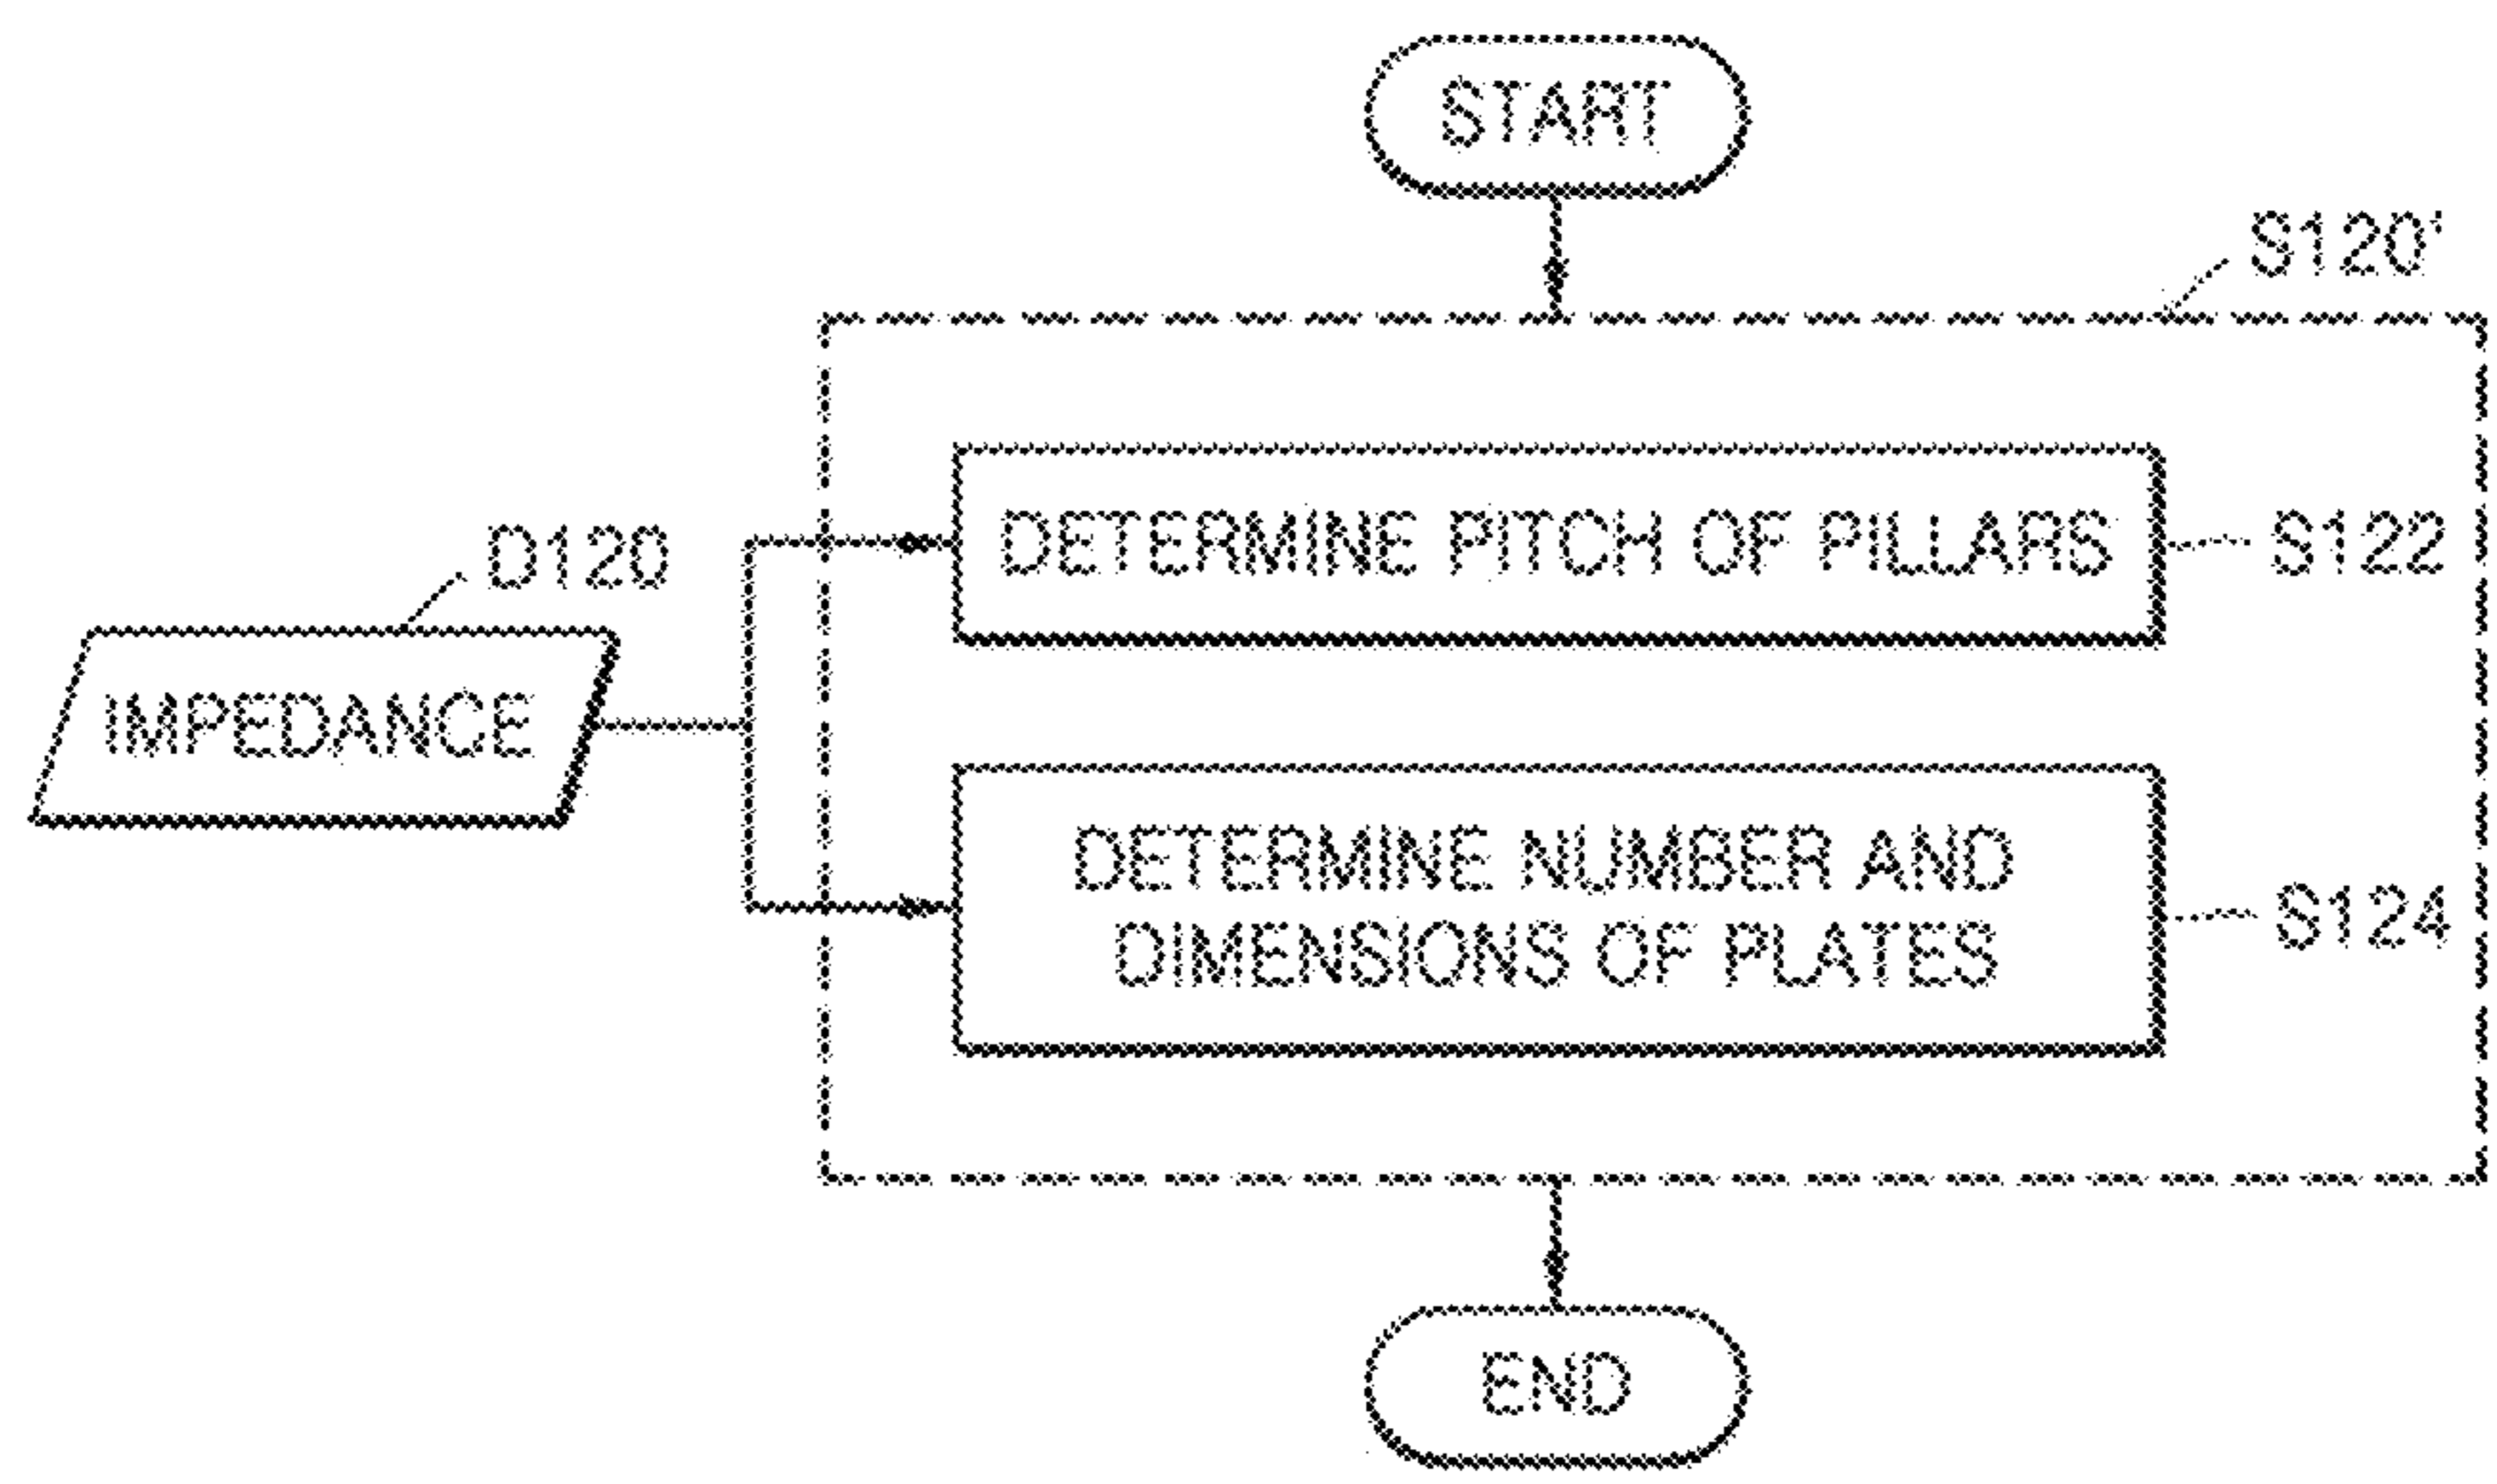 START
S120'
DETERMINE PITCH OF PILLARS
S122
D120
IMPEDANCE
DETERMINE NUMBER AND
DIMENSIONS OF PLATES
S124
END